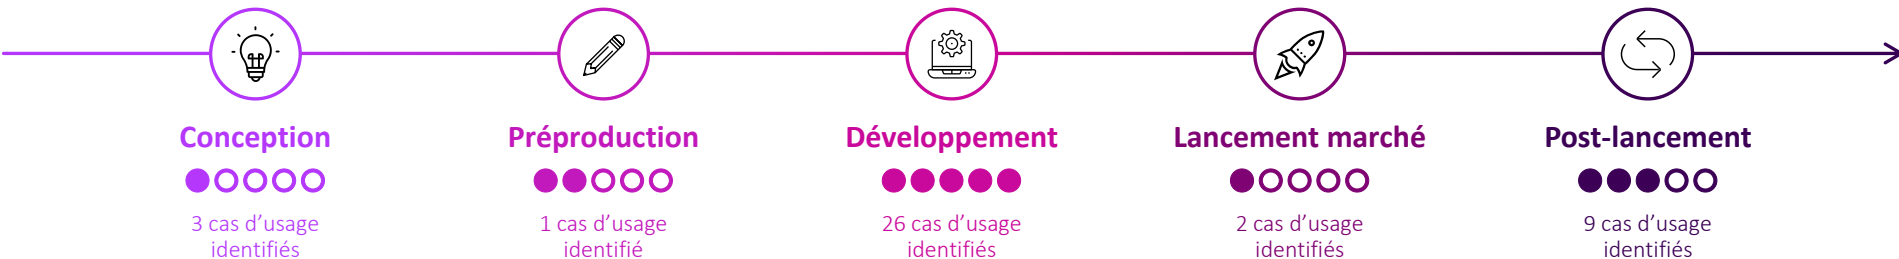 Conception
Préproduction
Développement
Lancement marché
Post-lancement
3 cas d’usage
identifiés
1 cas d’usage
identifié
26 cas d’usage
identifiés
2 cas d’usage
identifiés
9 cas d’usage
identifiés